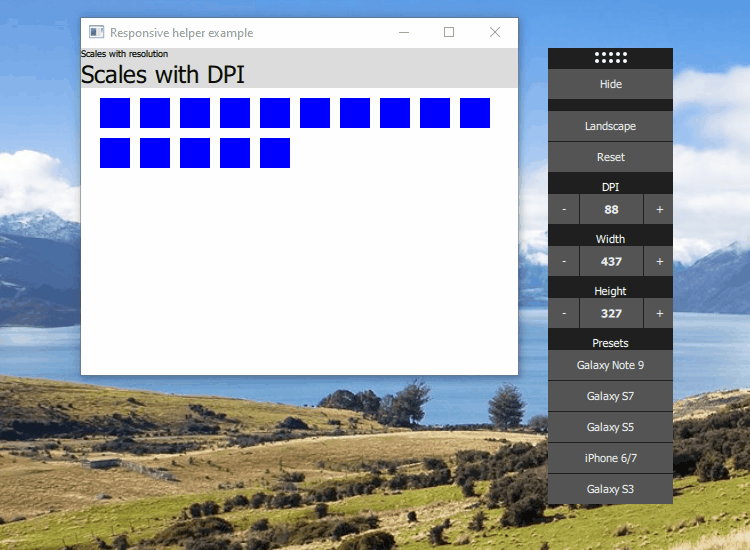 Responsive helper example
Scales with resolution
Scales with DPI
Hide
Landscape
Reset
DPI
- 88 +
Width
- 437 +
Height
- 327 +
Presets
Galaxy Note 9
Galaxy S7
Galaxy S5
iPhone 6/7
Galaxy S3